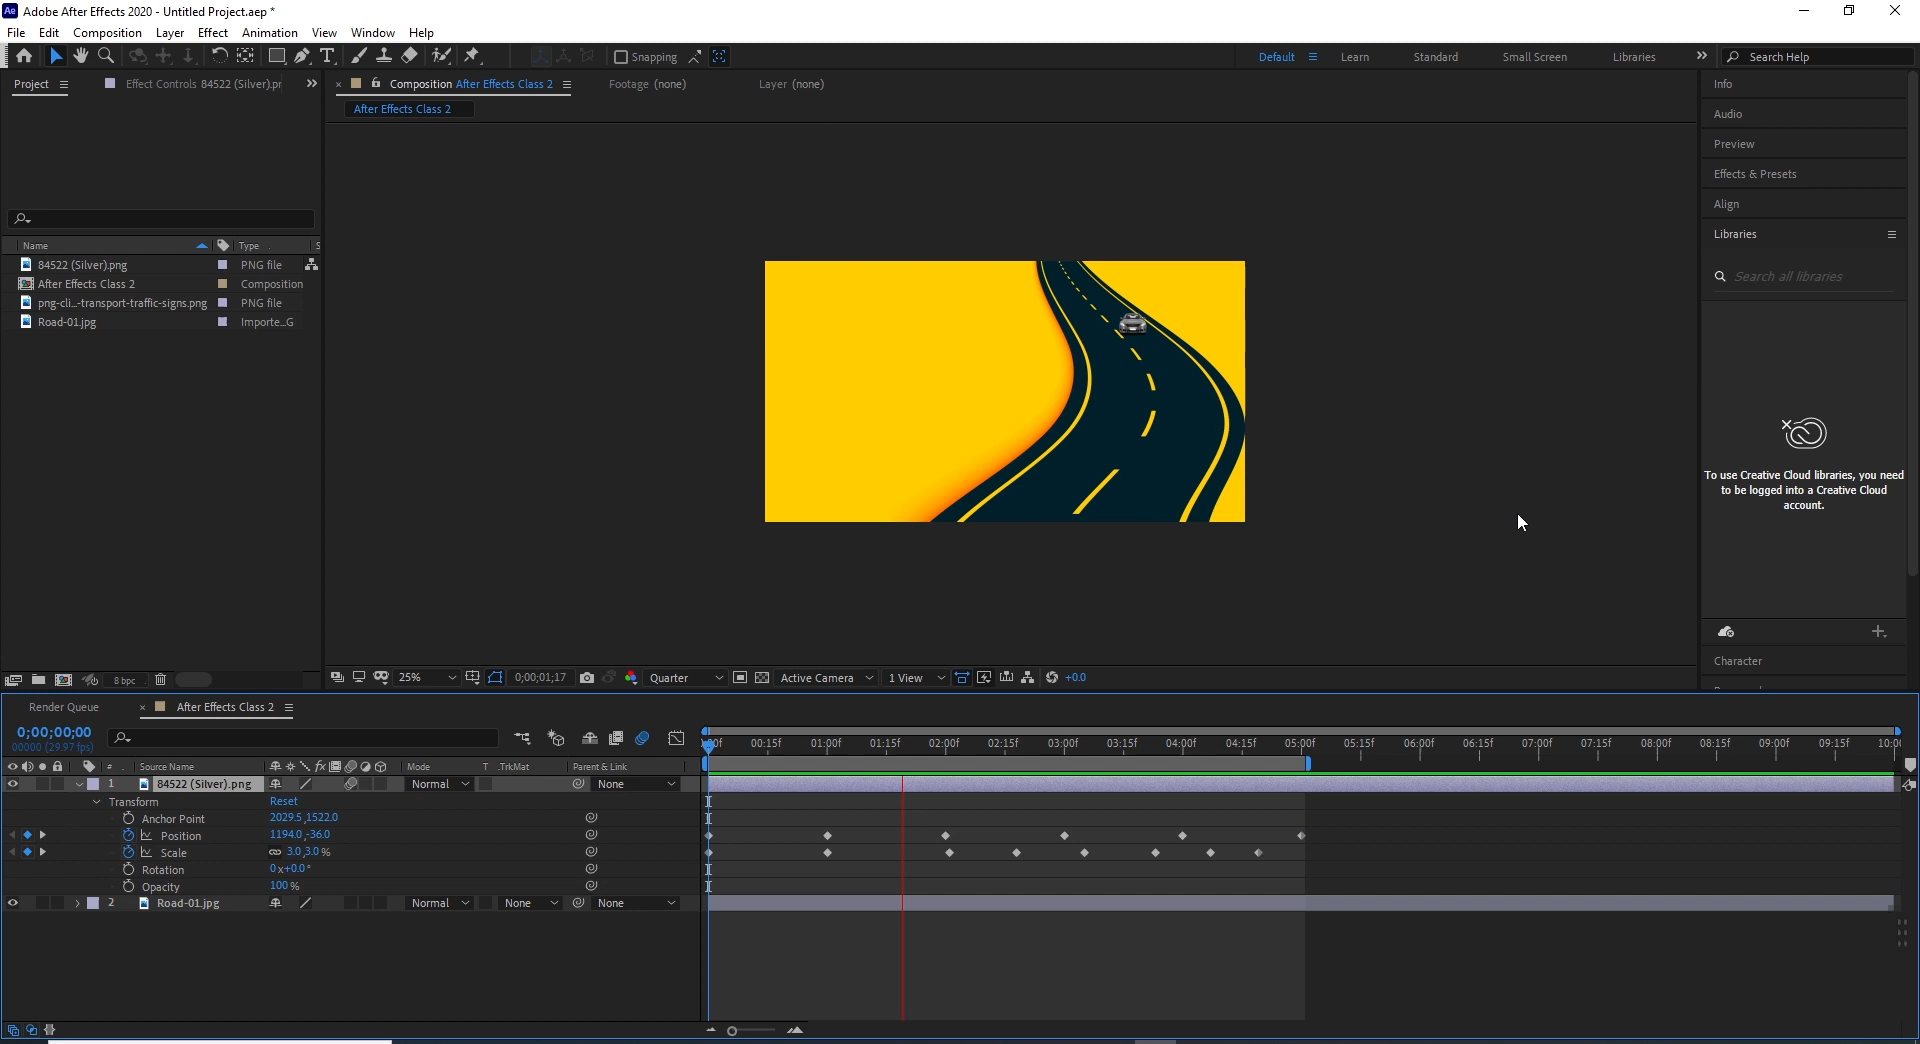 Adobe After Effects 2020 - Untitled Project.aep *
File Edit Composition Layer Effect Animation View Window Help
Snapping
Default Learn Standard Small Screen Libraries Search Help
Project Effect Controls 84522 (Silver).pr
Composition After Effects Class 2 Footage (none) Layer (none)
After Effects Class 2
Name Type S
84522 (Silver).png PNG file
After Effects Class 2 Composition
png-cli...-transport-traffic-signs.png PNG file
Road-01.jpg Importe...G
8 bpc
25% 0;00;01;17 Quarter Active Camera 1 View +0.0
Info
Audio
Preview
Effects & Presets
Align
Libraries
Search all libraries
To use Creative Cloud libraries, you need
to be logged into a Creative Cloud
account.
Character
Render Queue After Effects Class 2
0;00;00;00
00000 (29.97 fps)
00f 00:15f 01:00f 01:15f 02:00f 02:15f 03:00f 03:15f 04:00f 04:15f 05:00f 05:15f 06:00f 06:15f 07:00f 07:15f 08:00f 08:15f 09:00f 09:15f 10:0
# Source Name Mode T .TrkMat Parent & Link
1 84522 (Silver).png Normal None
Transform Reset
Anchor Point 2029.5,1522.0
Position 1194.0,-36.0
Scale 3.0,3.0 %
Rotation 0x+0.0°
Opacity 100 %
2 Road-01.jpg Normal None None